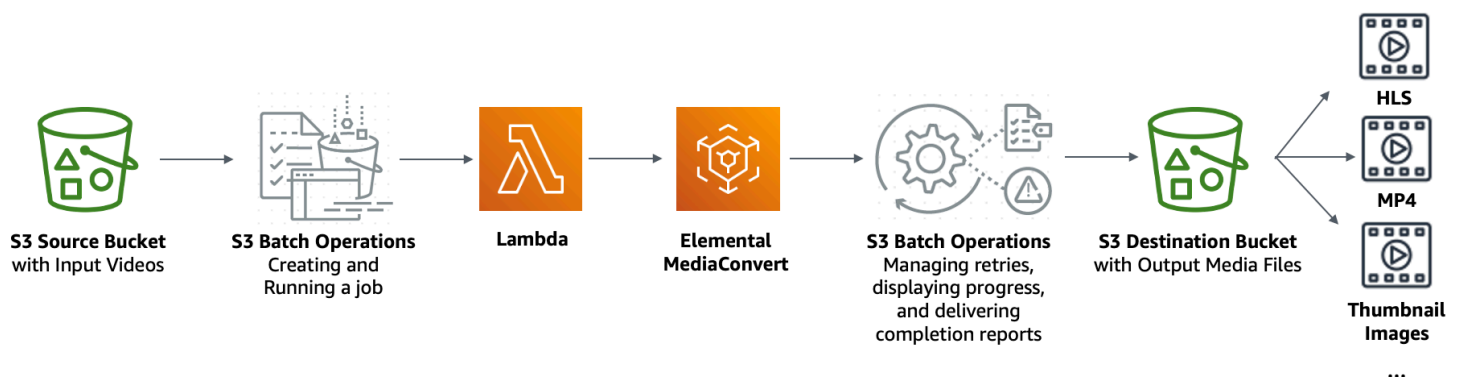 S3 Source Bucket
with Input Videos
S3 Batch Operations
Creating and
Running a job
Lambda
Elemental
MediaConvert
S3 Batch Operations
Managing retries,
displaying progress,
and delivering
completion reports
S3 Destination Bucket
with Output Media Files
HLS
MP4
Thumbnail
Images
...